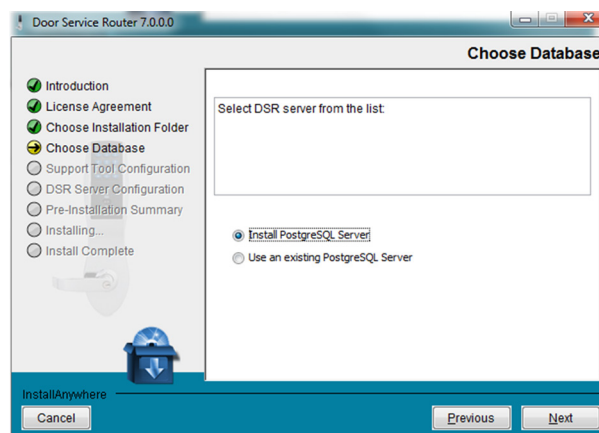 Door Service Router 7.0.0.0
Choose Database
Introduction
License Agreement
Choose Installation Folder
Choose Database
Support Tool Configuration
DSR Server Configuration
Pre-Installation Summary
Installing...
Install Complete
Select DSR server from the list:
Install PostgreSQL Server
Use an existing PostgreSQL Server
InstallAnywhere
Cancel
Previous
Next